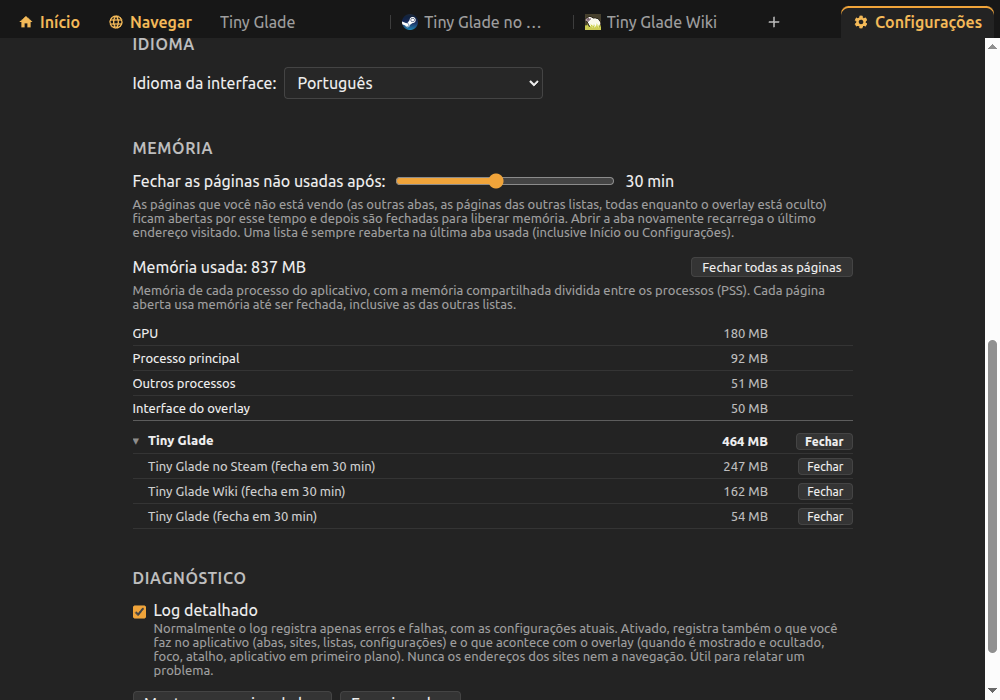 Início Navegar Tiny Glade Tiny Glade no ... Tiny Glade Wiki + Configurações
IDIOMA
Idioma da interface: Português
MEMÓRIA
Fechar as páginas não usadas após: 30 min
As páginas que você não está vendo (as outras abas, as páginas das outras listas, todas enquanto o overlay está oculto)
ficam abertas por esse tempo e depois são fechadas para liberar memória. Abrir a aba novamente recarrega o último
endereço visitado. Uma lista é sempre reaberta na última aba usada (inclusive Início ou Configurações).
Memória usada: 837 MB Fechar todas as páginas
Memória de cada processo do aplicativo, com a memória compartilhada dividida entre os processos (PSS). Cada página
aberta usa memória até ser fechada, inclusive as das outras listas.
GPU 180 MB
Processo principal 92 MB
Outros processos 51 MB
Interface do overlay 50 MB
Tiny Glade 464 MB Fechar
Tiny Glade no Steam (fecha em 30 min) 247 MB Fechar
Tiny Glade Wiki (fecha em 30 min) 162 MB Fechar
Tiny Glade (fecha em 30 min) 54 MB Fechar
DIAGNÓSTICO
Log detalhado
Normalmente o log registra apenas erros e falhas, com as configurações atuais. Ativado, registra também o que você
faz no aplicativo (abas, sites, listas, configurações) e o que acontece com o overlay (quando é mostrado e ocultado,
foco, atalho, aplicativo em primeiro plano). Nunca os endereços dos sites nem a navegação. Útil para relatar um
problema.